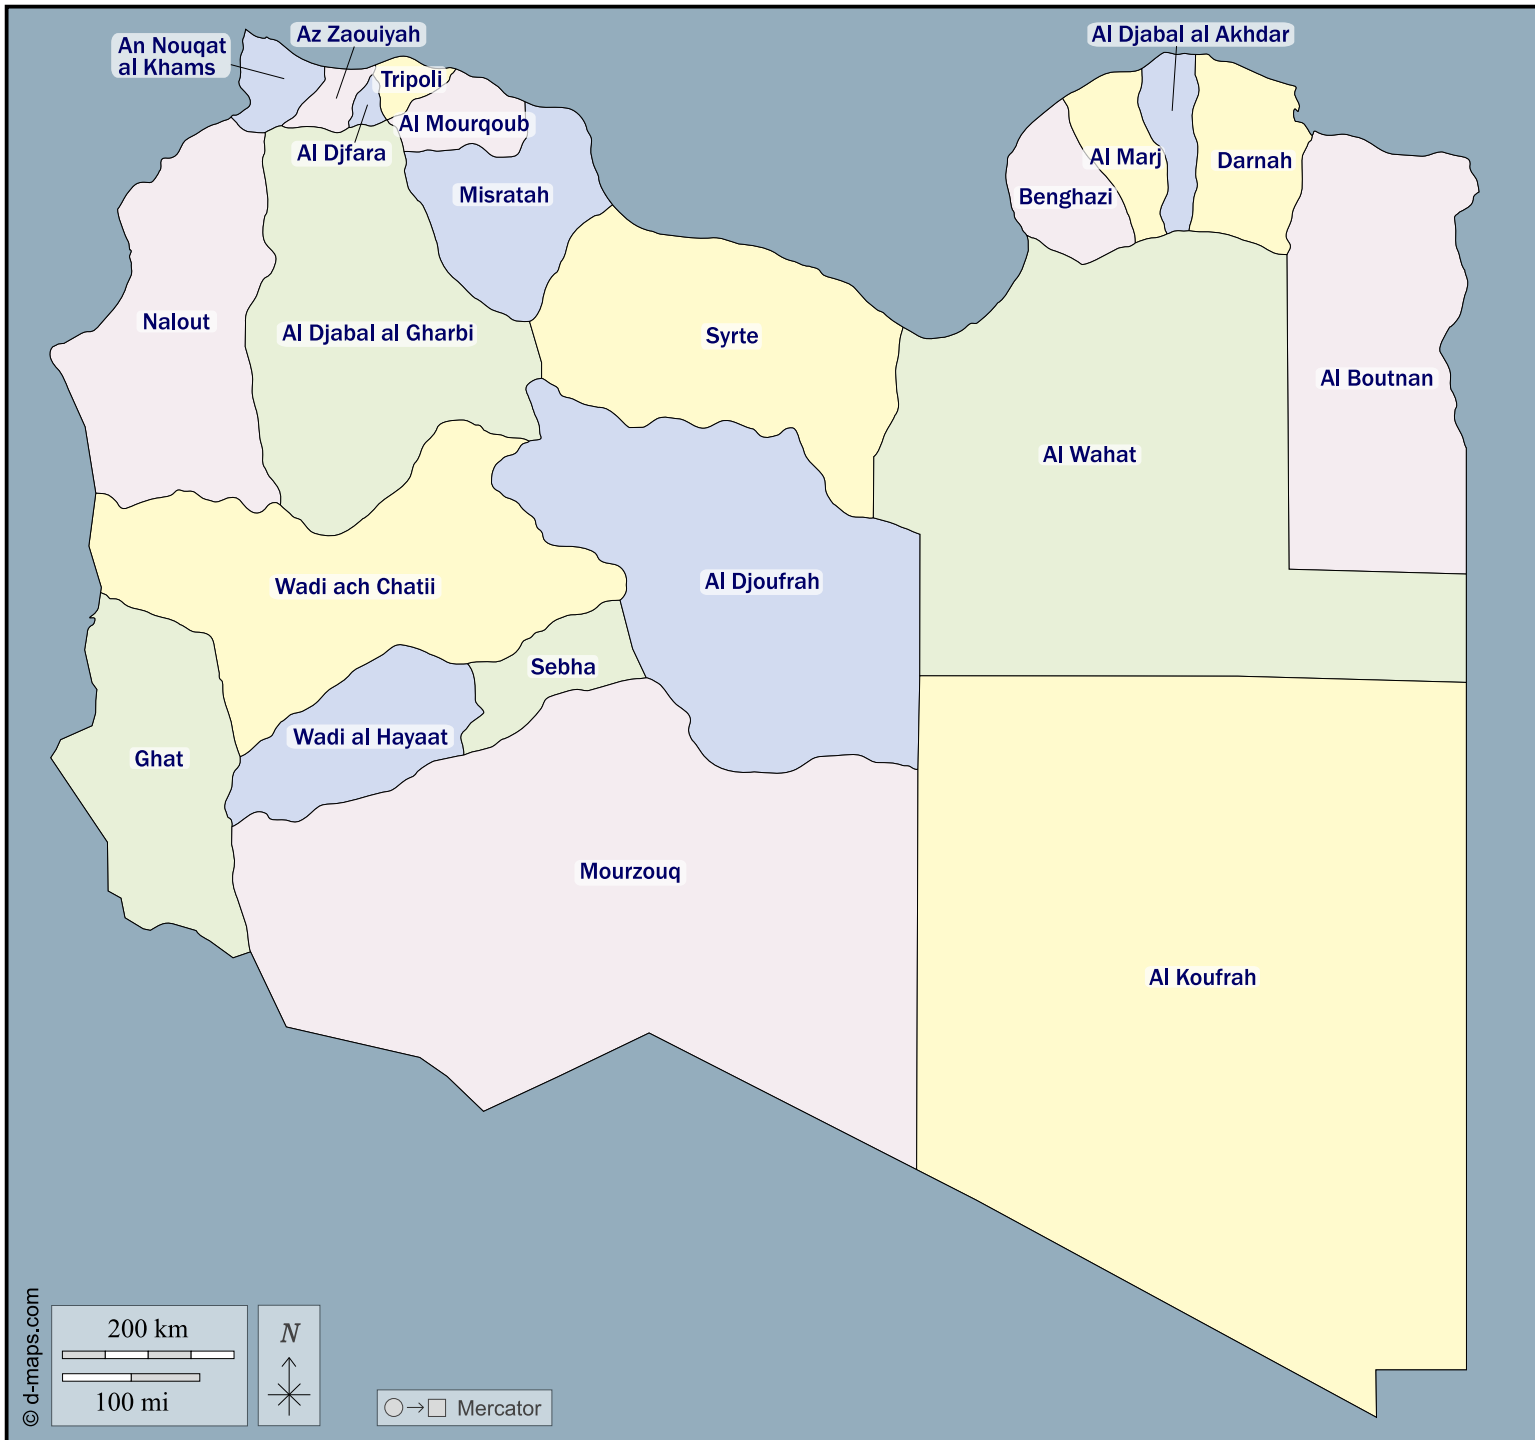 An Nouqat
al Khams
Az Zaouiyah
Tripoli
Al Djabal al Akhdar
Al Mourqoub
Al Djfara
Al Marj
Darnah
Misratah
Benghazi
Nalout
Al Djabal al Gharbi
Syrte
Al Boutnan
Al Wahat
Wadi ach Chatii
Al Djoufrah
Sebha
Wadi al Hayaat
Ghat
Mourzouq
Al Koufrah
© d-maps.com
200 km
100 mi
N
Mercator